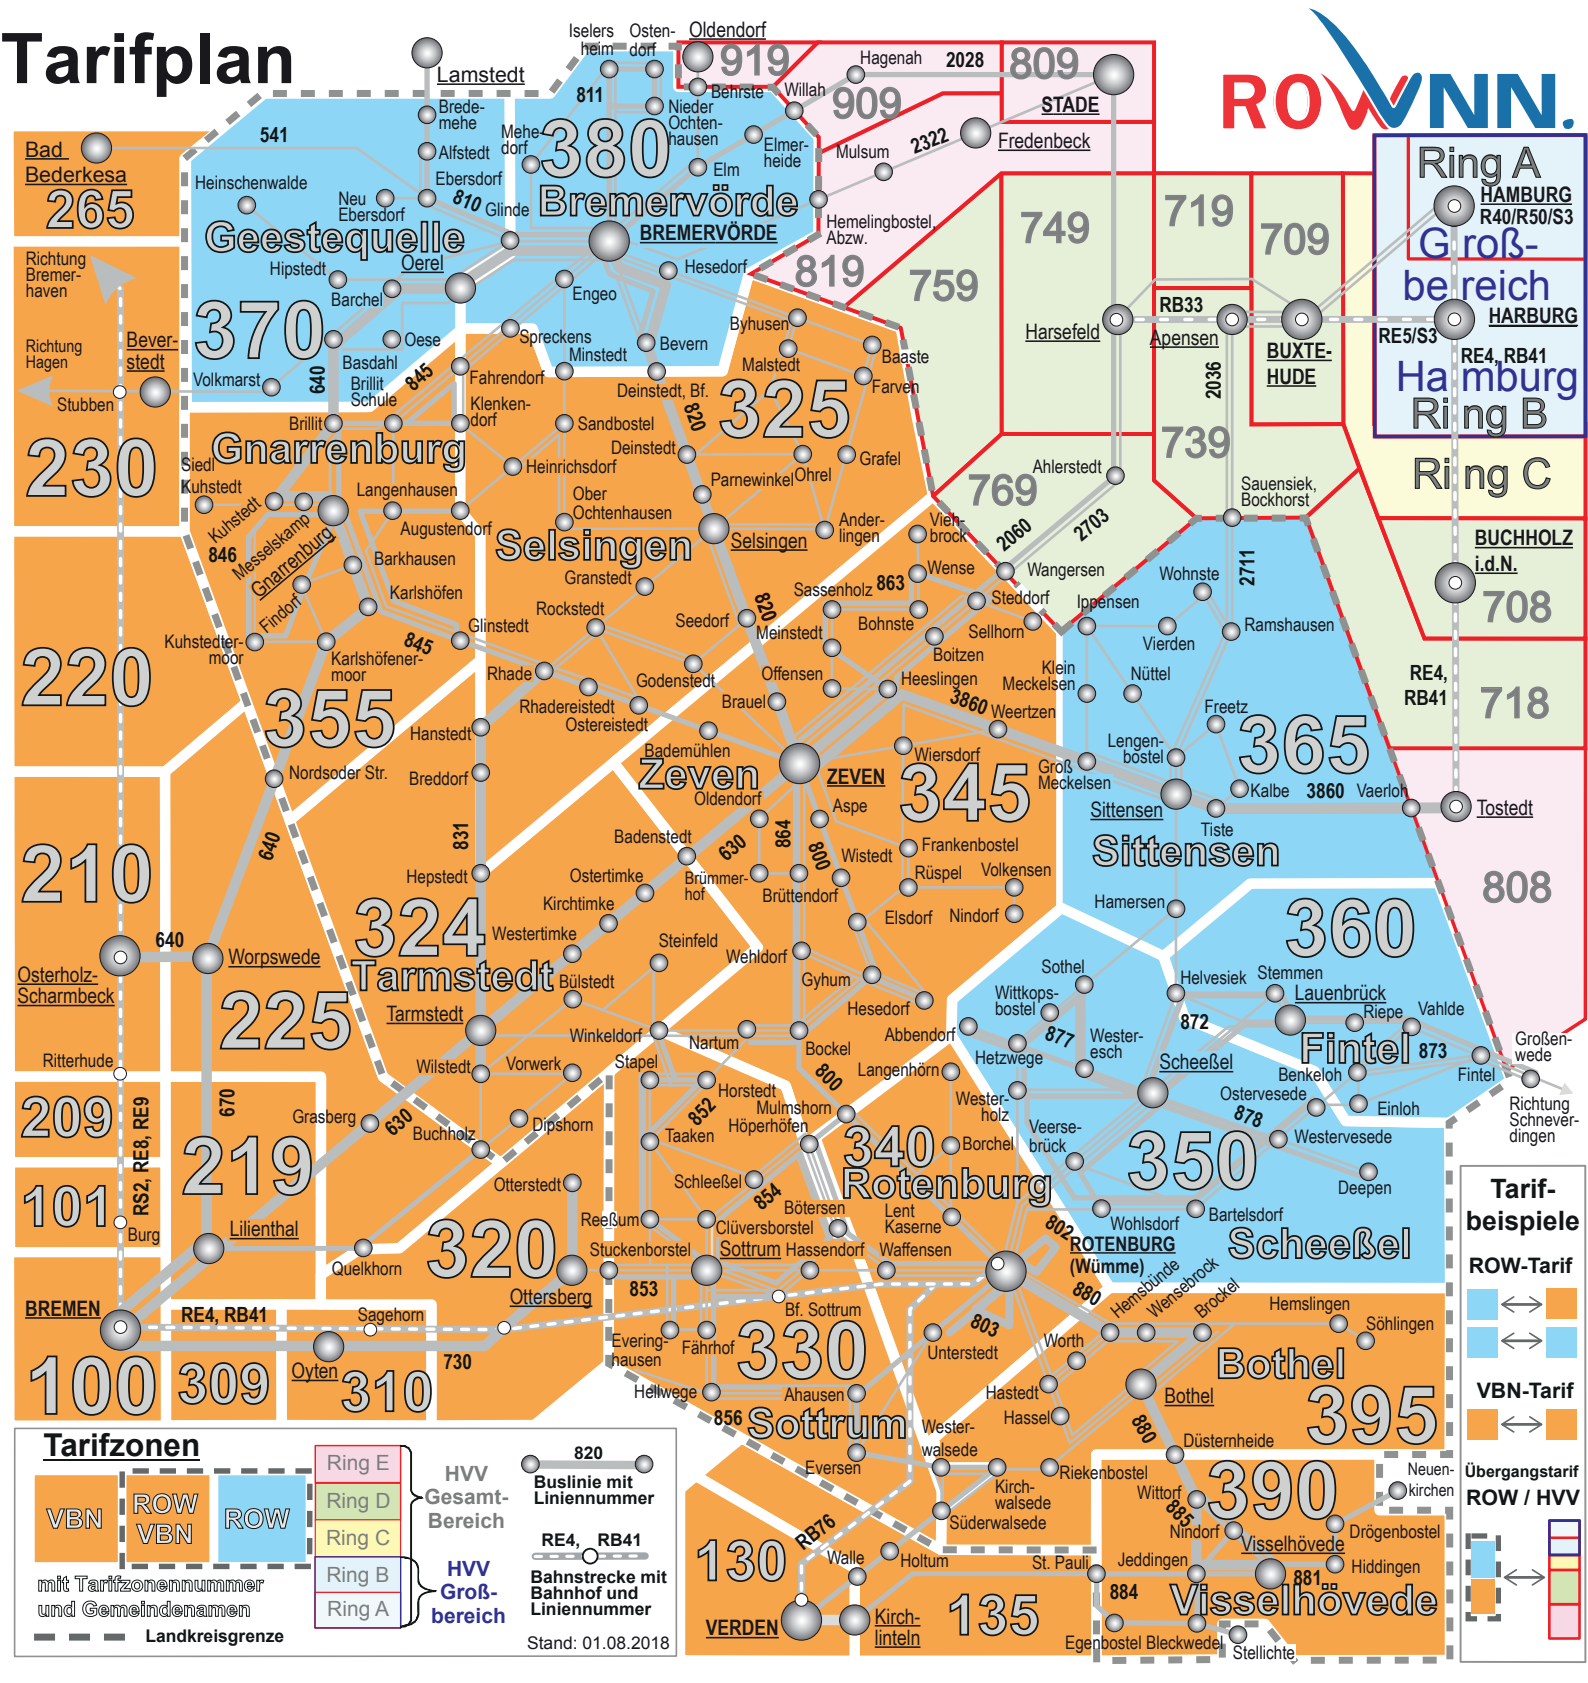 Tarifplan
ROWNN.
Lamstedt
Iselers
heim
Osten-
dorf
Oldendorf
919
Behrste
Willah
Hagenah
2028
809
909
STADE
2322
Fredenbeck
Mulsum
Hemelingbostel,
Abzw.
819
Bad
Bederkesa
265
541
Brede-
mehe
Alfstedt
Ebersdorf
Heinschenwalde
Neu
Ebersdorf
810
Glinde
Geestequelle
Oerel
Hipstedt
Barchel
370
Oese
Basdahl
Volkmarst
640
811
Mehe-
dorf
380
Nieder
Ochten-
hausen
Elmer-
heide
Elm
Bremervörde
BREMERVÖRDE
Hesedorf
Engeo
Spreckens
Minstedt
Bevern
Richtung
Bremer-
haven
Richtung
Hagen
Bever-
stedt
Stubben
230
220
210
Brillit
Schule
845
Fahrendorf
Klenken-
dorf
Brillit
Gnarrenburg
Siedl
Kuhstedt
Kuhstedt
Messelskamp
Gnarrenburg
846
Langenhausen
Augustendorf
Barkhausen
Findorf
Karlshöfen
Kuhstedter-
moor
Karlshöfener-
moor
845
Glinstedt
355
Nordsoder Str.
640
Byhusen
Malstedt
Baaste
Farven
Deinstedt, Bf.
820
325
Sandbostel
Deinstedt
Heinrichsdorf
Parnewinkel
Ohrel
Grafel
Ober
Ochtenhausen
Selsingen
Selsingen
Ander-
lingen
Granstedt
Rockstedt
Seedorf
820
Rhade
Godenstedt
Rhadereistedt
Ostereistedt
Hanstedt
Breddorf
831
Hepstedt
324
Tarmstedt
Tarmstedt
Wilstedt
Vorwerk
Buchholz
Dipshorn
Badenstedt
Ostertimke
Kirchtimke
Westertimke
Bülstedt
Steinfeld
Winkeldorf
Vieh-
brock
Wense
863
Sassenholz
Bohnste
Meinstedt
Steddorf
Sellhorn
Boitzen
Offensen
Heeslingen
Brauel
3860
Weertzen
Bademühlen
Zeven
ZEVEN
Wiersdorf
345
Oldendorf
630
864
800
Aspe
Wistedt
Frankenbostel
Rüspel
Volkensen
Brümmer-
hof
Brüttendorf
Elsdorf
Nindorf
Wehldorf
Gyhum
Hesedorf
Nartum
Bockel
800
749
719
709
759
769
739
Harsefeld
RB33
Apensen
BUXTE-
HUDE
2036
Ahlerstedt
2060
2703
Wangersen
Sauensiek,
Bockhorst
2711
Ring A
HAMBURG
R40/R50/S3
Groß-
bereich
HARBURG
RE5/S3
RE4, RB41
Hamburg
Ring B
Ring C
BUCHHOLZ
i.d.N.
708
RE4,
RB41
718
Tostedt
808
Ippensen
Wohnste
Vierden
Ramshausen
Klein
Meckelsen
Nüttel
Freetz
365
Lengen-
bostel
Groß
Meckelsen
Kalbe
3860
Vaerloh
Sittensen
Tiste
Sittensen
Hamersen
360
Sothel
Helvesiek
Stemmen
Lauenbrück
Riepe
Vahlde
Wittkops-
bostel
872
Fintel
873
Fintel
Großen-
wede
Richtung
Schnever-
dingen
Abbendorf
877
Wester-
esch
Hetzwege
Scheeßel
Benkeloh
Ostervesede
878
Einloh
Wester-
holz
Veerse-
brück
350
Westervesede
Deepen
802
Wohlsdorf
Bartelsdorf
Scheeßel
Osterholz-
Scharmbeck
640
Worpswede
225
Ritterhude
209
670
219
Grasberg
630
101
RS2, RE8, RE9
Burg
Lilienthal
BREMEN
100
RE4, RB41
309
Oyten
310
Sagehorn
730
Quelkhorn
320
Otterstedt
Ottersberg
Stapel
Horstedt
852
Taaken
Mulmshorn
Höperhöfen
Schleeßel
854
Reeßum
Clüversborstel
Stuckenborstel
Sottrum
Hassendorf
Bötersen
Waffensen
853
Bf. Sottrum
Evering-
hausen
Fährhof
330
Hellwege
Ahausen
856
Sottrum
Eversen
Langenhörn
340
Borchel
Rotenburg
Lent
Kaserne
ROTENBURG
(Wümme)
803
Unterstedt
880
Hemsbünde
Wensebrock
Brockel
Hemslingen
Söhlingen
Worth
Bothel
Hastedt
Bothel
395
Hassel
880
Düsternheide
Wester-
walsede
Kirch-
walsede
Riekenbostel
Süderwalsede
Wittorf
390
Neuen-
kirchen
885
Nindorf
Visselhövede
Drögenbostel
Jeddingen
Hiddingen
881
St. Pauli
884
Visselhövede
Egenbostel
Bleckwedel
Stellichte
130
RB76
Walle
Holtum
VERDEN
Kirch-
linteln
135
Tarifzonen
VBN
ROW
VBN
ROW
mit Tarifzonennummer
und Gemeindenamen
Landkreisgrenze
Ring E
Ring D
Ring C
Ring B
Ring A
HVV
Gesamt-
Bereich
HVV
Groß-
bereich
820
Buslinie mit
Liniennummer
RE4, RB41
Bahnstrecke mit
Bahnhof und
Liniennummer
Stand: 01.08.2018
Tarif-
beispiele
ROW-Tarif
VBN-Tarif
Übergangstarif
ROW / HVV